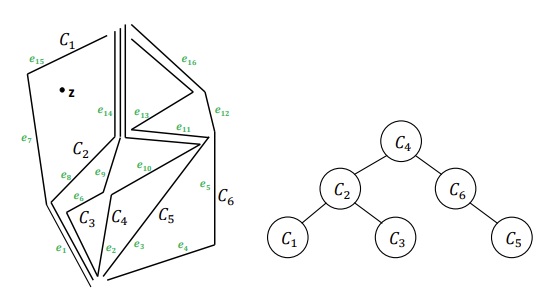 C₁
e₁₅
e₁₆
z
e₁₄
e₁₃
e₁₂
e₁₁
e₇
C₂
e₁₀
e₈
e₉
e₅
e₆
C₃
C₄
C₅
C₆
e₁
e₂
e₃
e₄
C₄
C₂
C₆
C₁
C₃
C₅